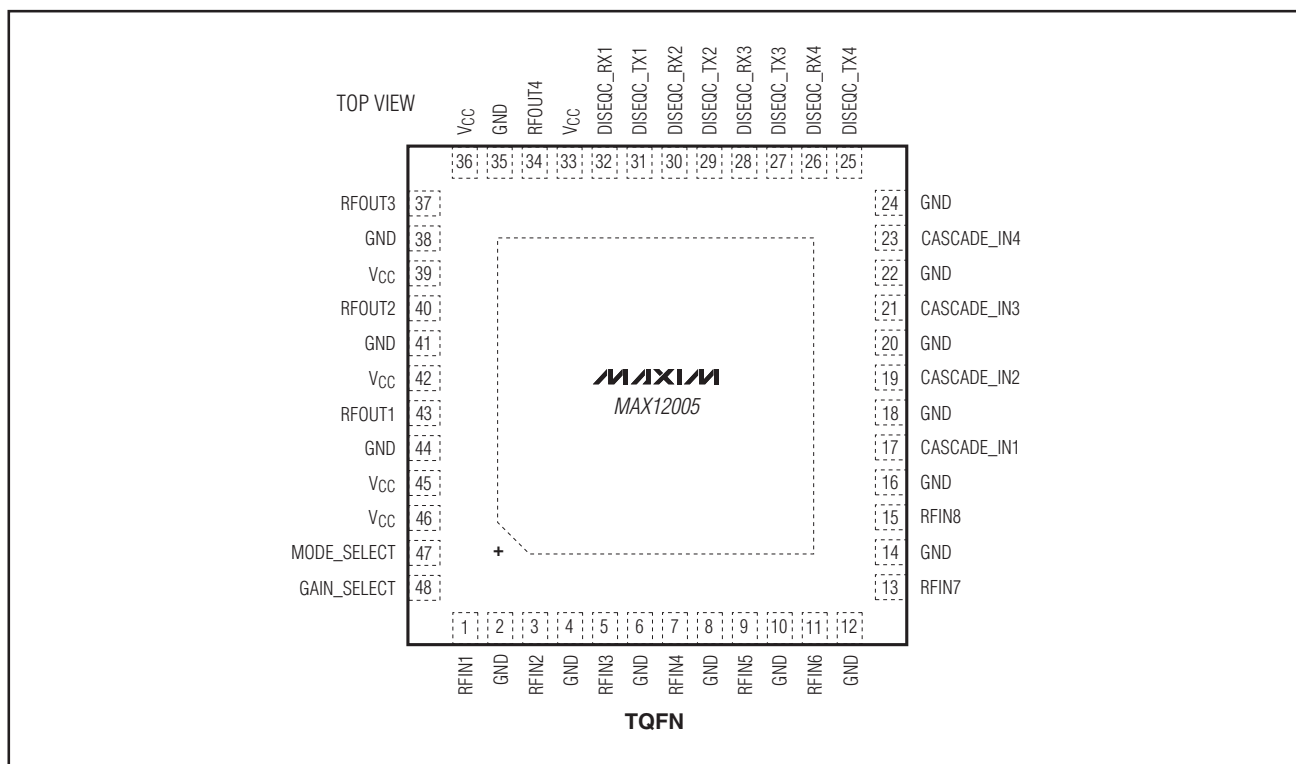 TOP VIEW
VCC
GND
RFOUT4
VCC
DISEQC_RX1
DISEQC_TX1
DISEQC_RX2
DISEQC_TX2
DISEQC_RX3
DISEQC_TX3
DISEQC_RX4
DISEQC_TX4
36 35 34 33 32 31 30 29 28 27 26 25
RFOUT3 37
GND 38
VCC 39
RFOUT2 40
GND 41
VCC 42
RFOUT1 43
GND 44
VCC 45
VCC 46
MODE_SELECT 47
GAIN_SELECT 48
24 GND
23 CASCADE_IN4
22 GND
21 CASCADE_IN3
20 GND
19 CASCADE_IN2
18 GND
17 CASCADE_IN1
16 GND
15 RFIN8
14 GND
13 RFIN7
MAXIM
MAX12005
+
1 2 3 4 5 6 7 8 9 10 11 12
RFIN1
GND
RFIN2
GND
RFIN3
GND
RFIN4
GND
RFIN5
GND
RFIN6
GND
TQFN